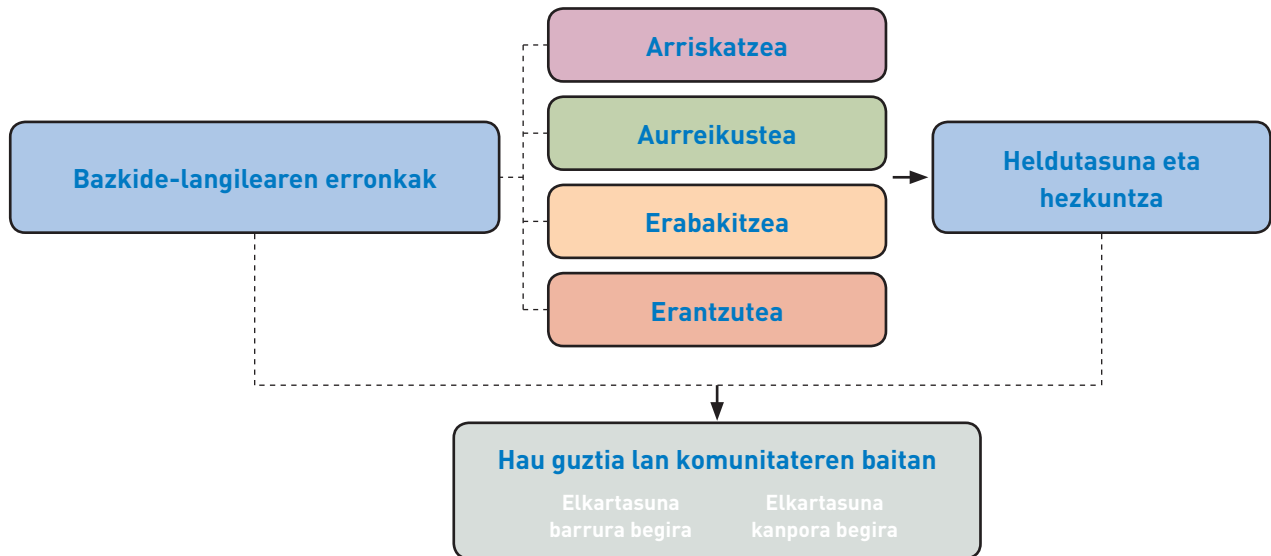 Bazkide-langilearen erronkak
Arriskatzea
Aurreikustea
Erabakitzea
Erantzutea
Heldutasuna eta
hezkuntza
Hau guztia lan komunitateren baitan
Elkartasuna
barrura begira
Elkartasuna
kanpora begira